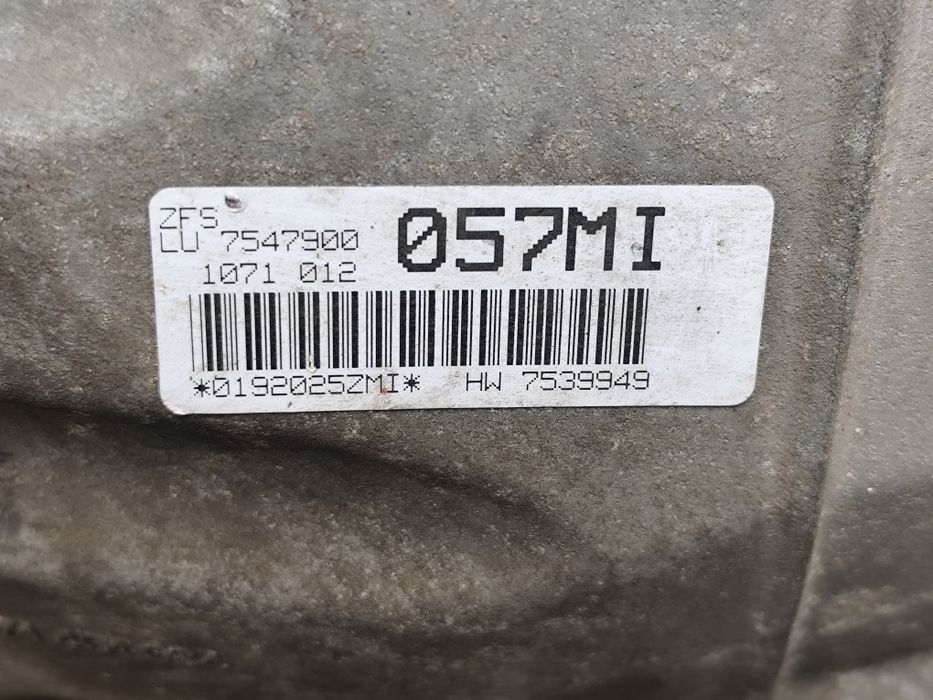 ZFS
LU 7547900
1071 012
057MI
*0192025ZMI* HW 7539949